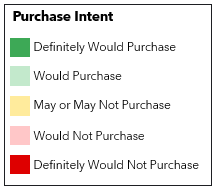 Purchase Intent
Definitely Would Purchase
Would Purchase
May or May Not Purchase
Would Not Purchase
Definitely Would Not Purchase